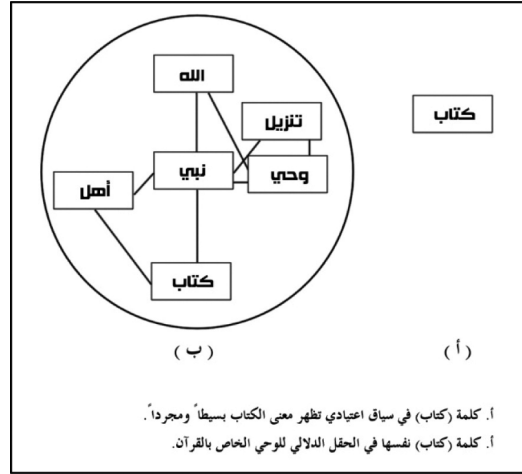 الله
تنزيل
كتاب
نبي
وحي
أهل
كتاب
(أ)
(ب)
أ. كلمة (كتاب) في سياق اعتيادي تظهر معنى الكتاب بسيطاً ومجرداً.
أ. كلمة (كتاب) نفسها في الحقل الدلالي للوحي الخاص بالقرآن.